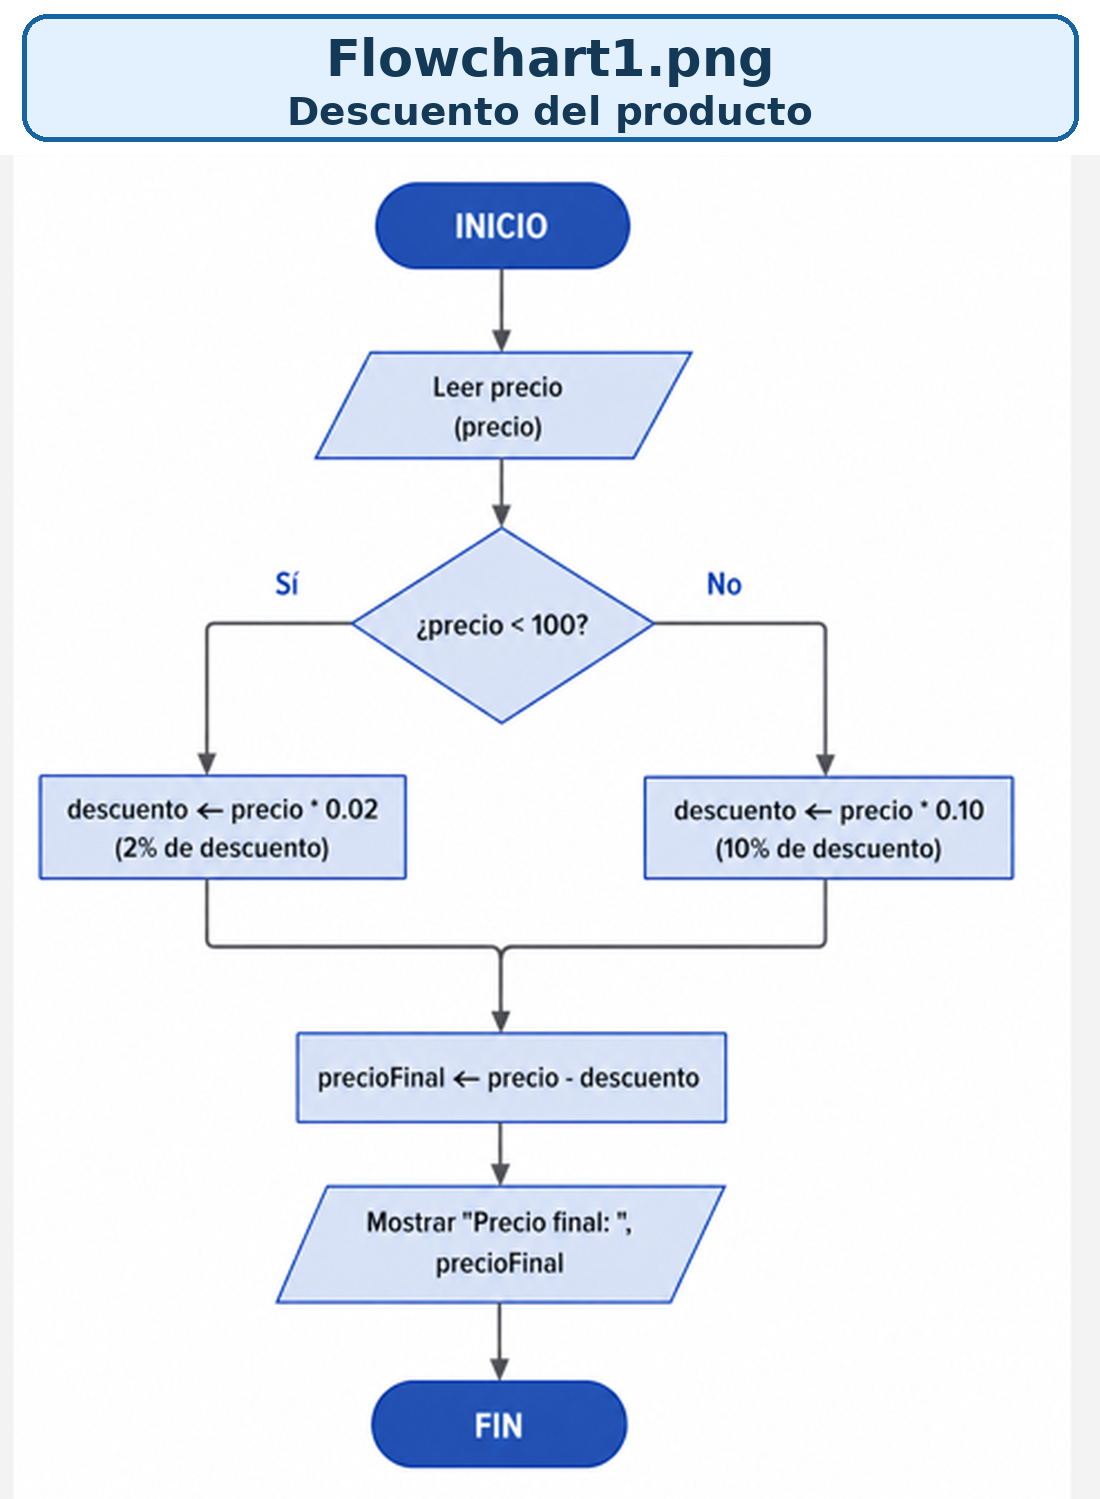 Flowchart1.png
Descuento del producto
INICIO
Leer precio
(precio)
Sí
No
¿precio < 100?
descuento ← precio * 0.02
(2% de descuento)
descuento ← precio * 0.10
(10% de descuento)
precioFinal ← precio - descuento
Mostrar "Precio final: ",
precioFinal
FIN